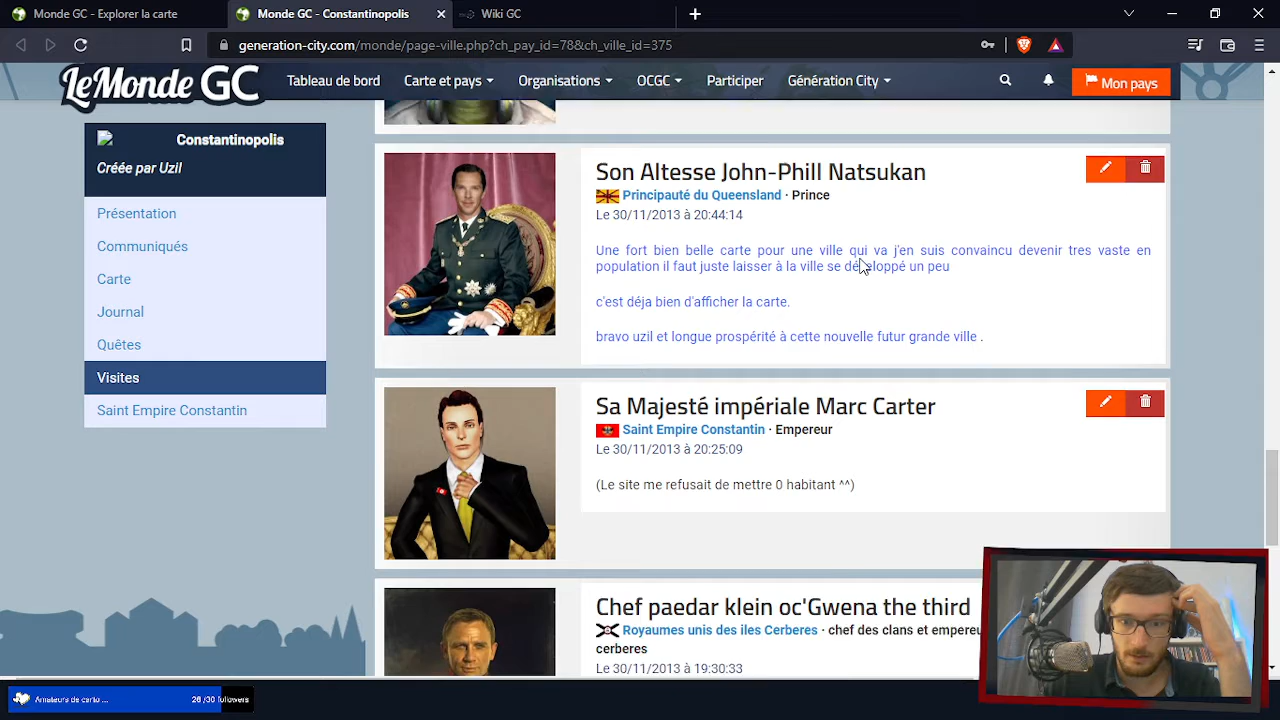 Monde GC - Explorer la carte
Monde GC - Constantinopolis
Wiki GC
generation-city.com/monde/page-ville.php?ch_pay_id=788&ch_ville_id=375
LeMonde GC
Tableau de bord
Carte et pays
Organisations
OCGC
Participer
Génération City
Mon pays
Constantinopolis
Créée par Uzil
Présentation
Communiqués
Carte
Journal
Quêtes
Visites
Saint Empire Constantin
Son Altesse John-Phill Natsukan
Principauté du Queensland · Prince
Le 30/11/2013 à 20:44:14
Une fort bien belle carte pour une ville qui va j'en suis convaincu devenir tres vaste en
population il faut juste laisser à la ville se développé un peu
c'est déja bien d'afficher la carte.
bravo uzil et longue prospérité à cette nouvelle futur grande ville .
Sa Majesté impériale Marc Carter
Saint Empire Constantin · Empereur
Le 30/11/2013 à 20:25:09
(Le site me refusait de mettre 0 habitant ^^)
Chef paedar klein oc'Gwena the third
Royaumes unis des iles Cerberes · chef des clans et empereu
cerberes
Le 30/11/2013 à 19:30:33
Amateurs de carto ...
26 /30 followers